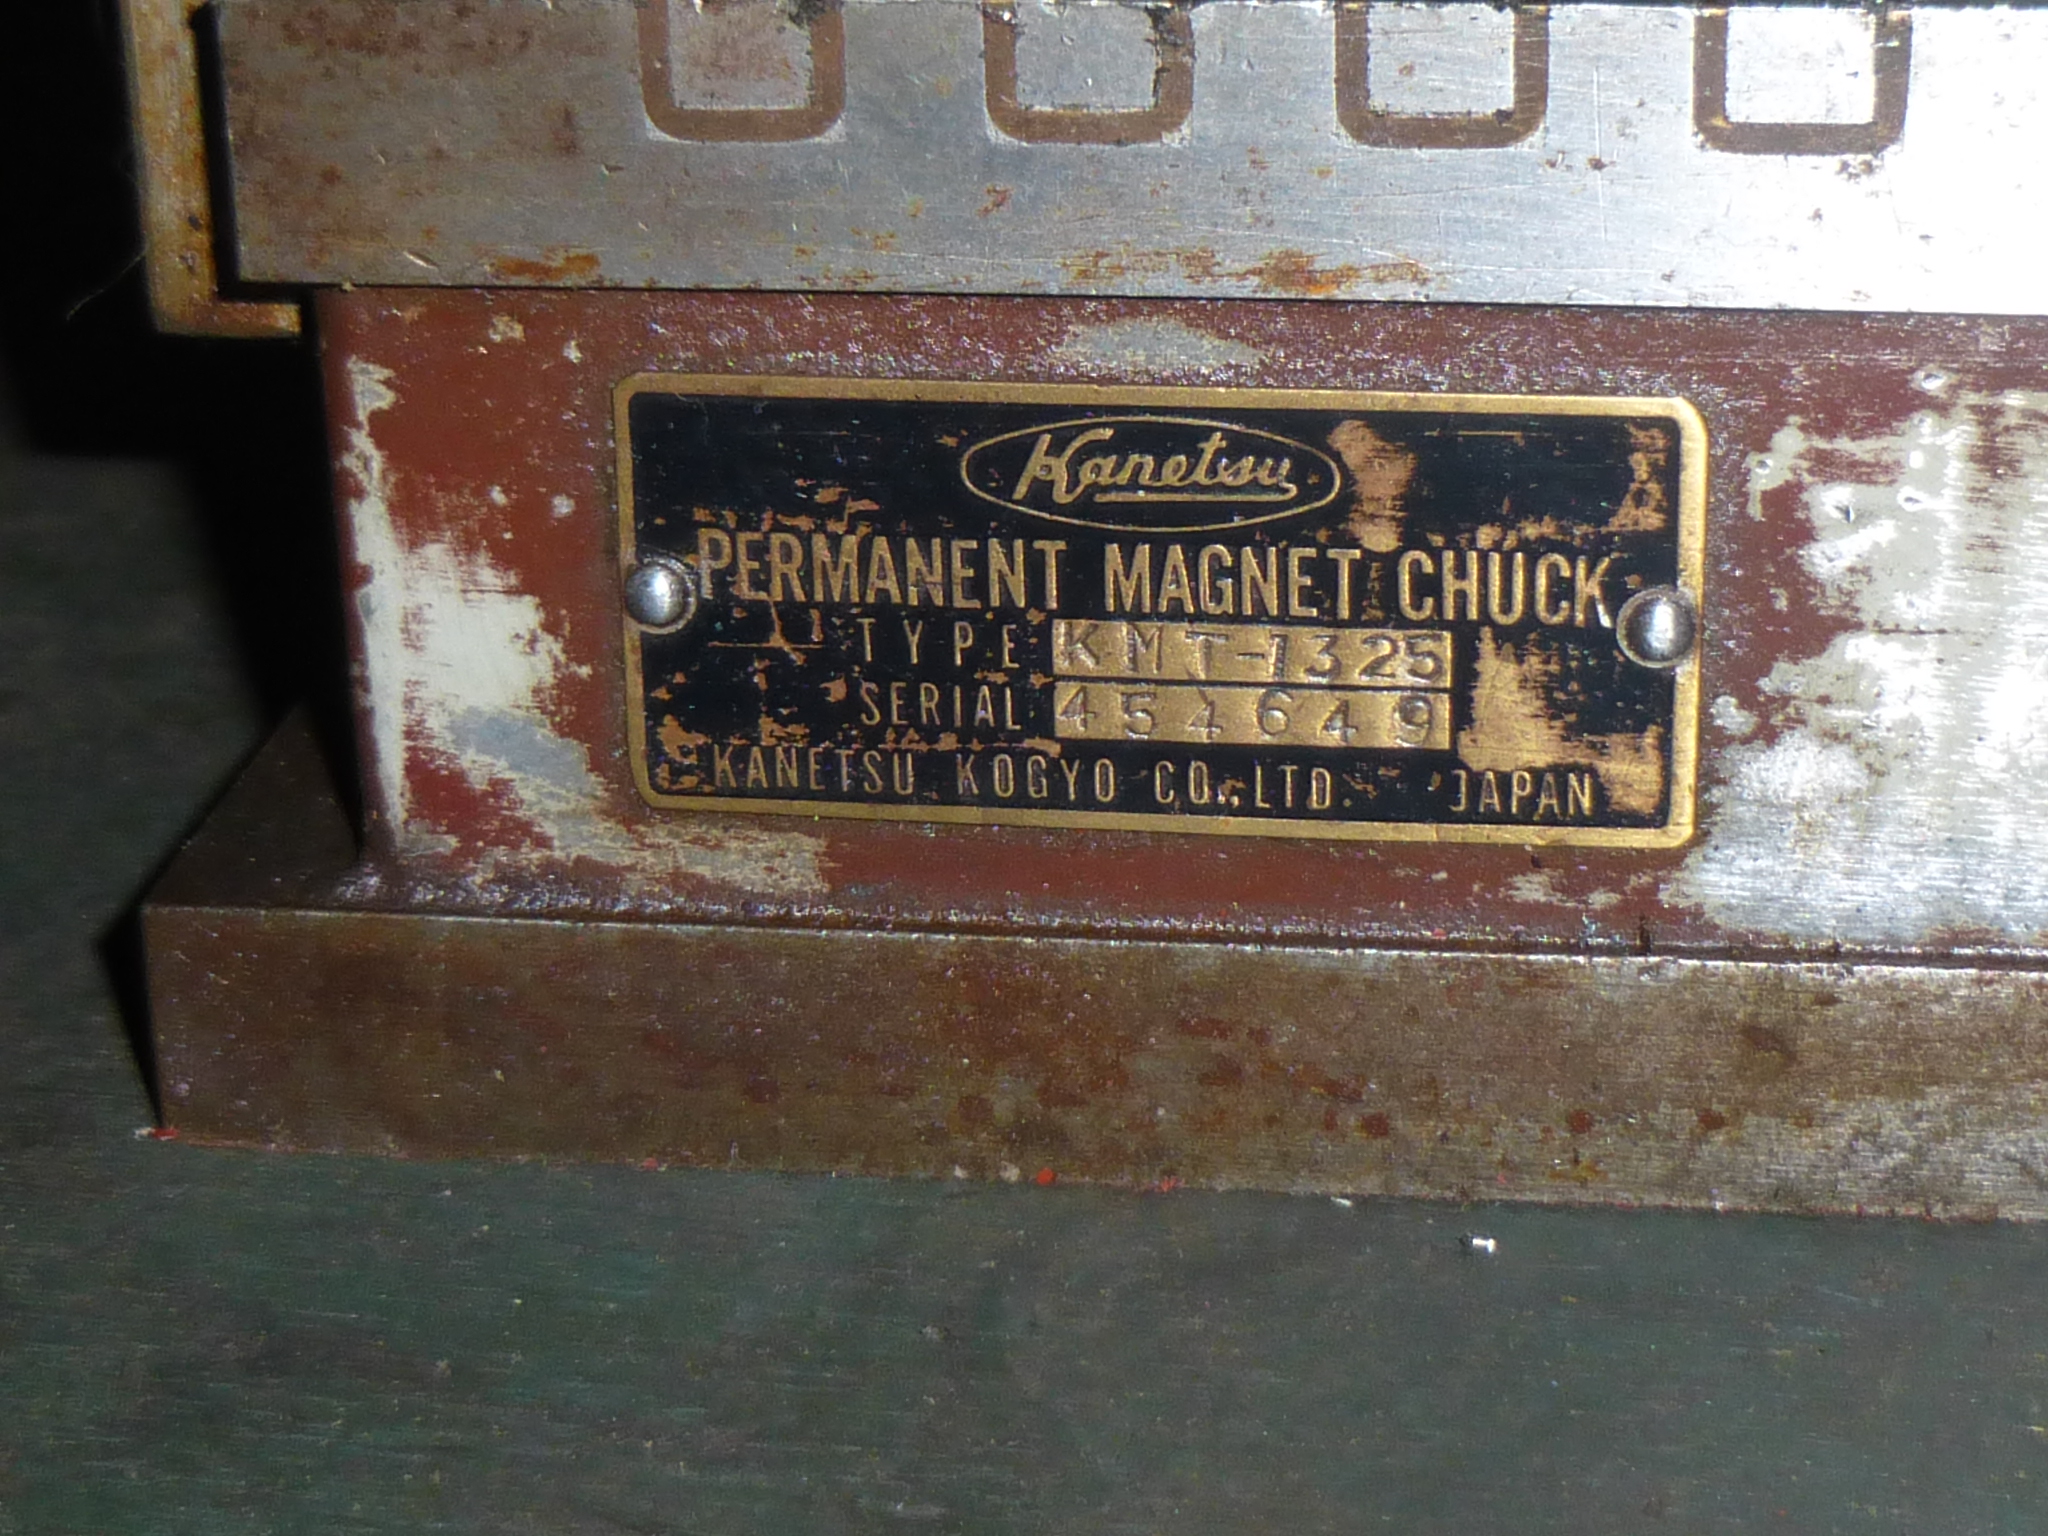 Kanetsu
PERMANENT MAGNET CHUCK
TYPE KMT-1325
SERIAL 454649
KANETSU KOGYO CO.,LTD. JAPAN